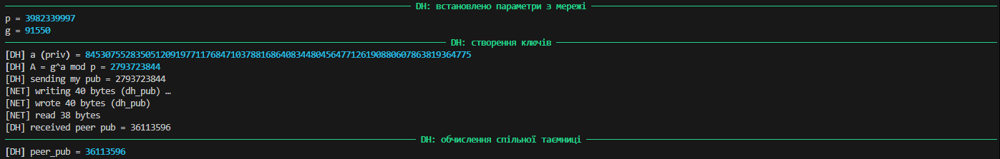 DH: встановлено параметри з мережі
p = 3982339997
g = 91550
DH: створення ключів
[DH] a (priv) = 84530755283505120919771176847103788168640834480456477126190880607863819364775
[DH] A = g^a mod p = 2793723844
[DH] sending my pub = 2793723844
[NET] writing 40 bytes (dh_pub) …
[NET] wrote 40 bytes (dh_pub)
[NET] read 38 bytes
[DH] received peer pub = 36113596
DH: обчислення спільної таємниці
[DH] peer_pub = 36113596